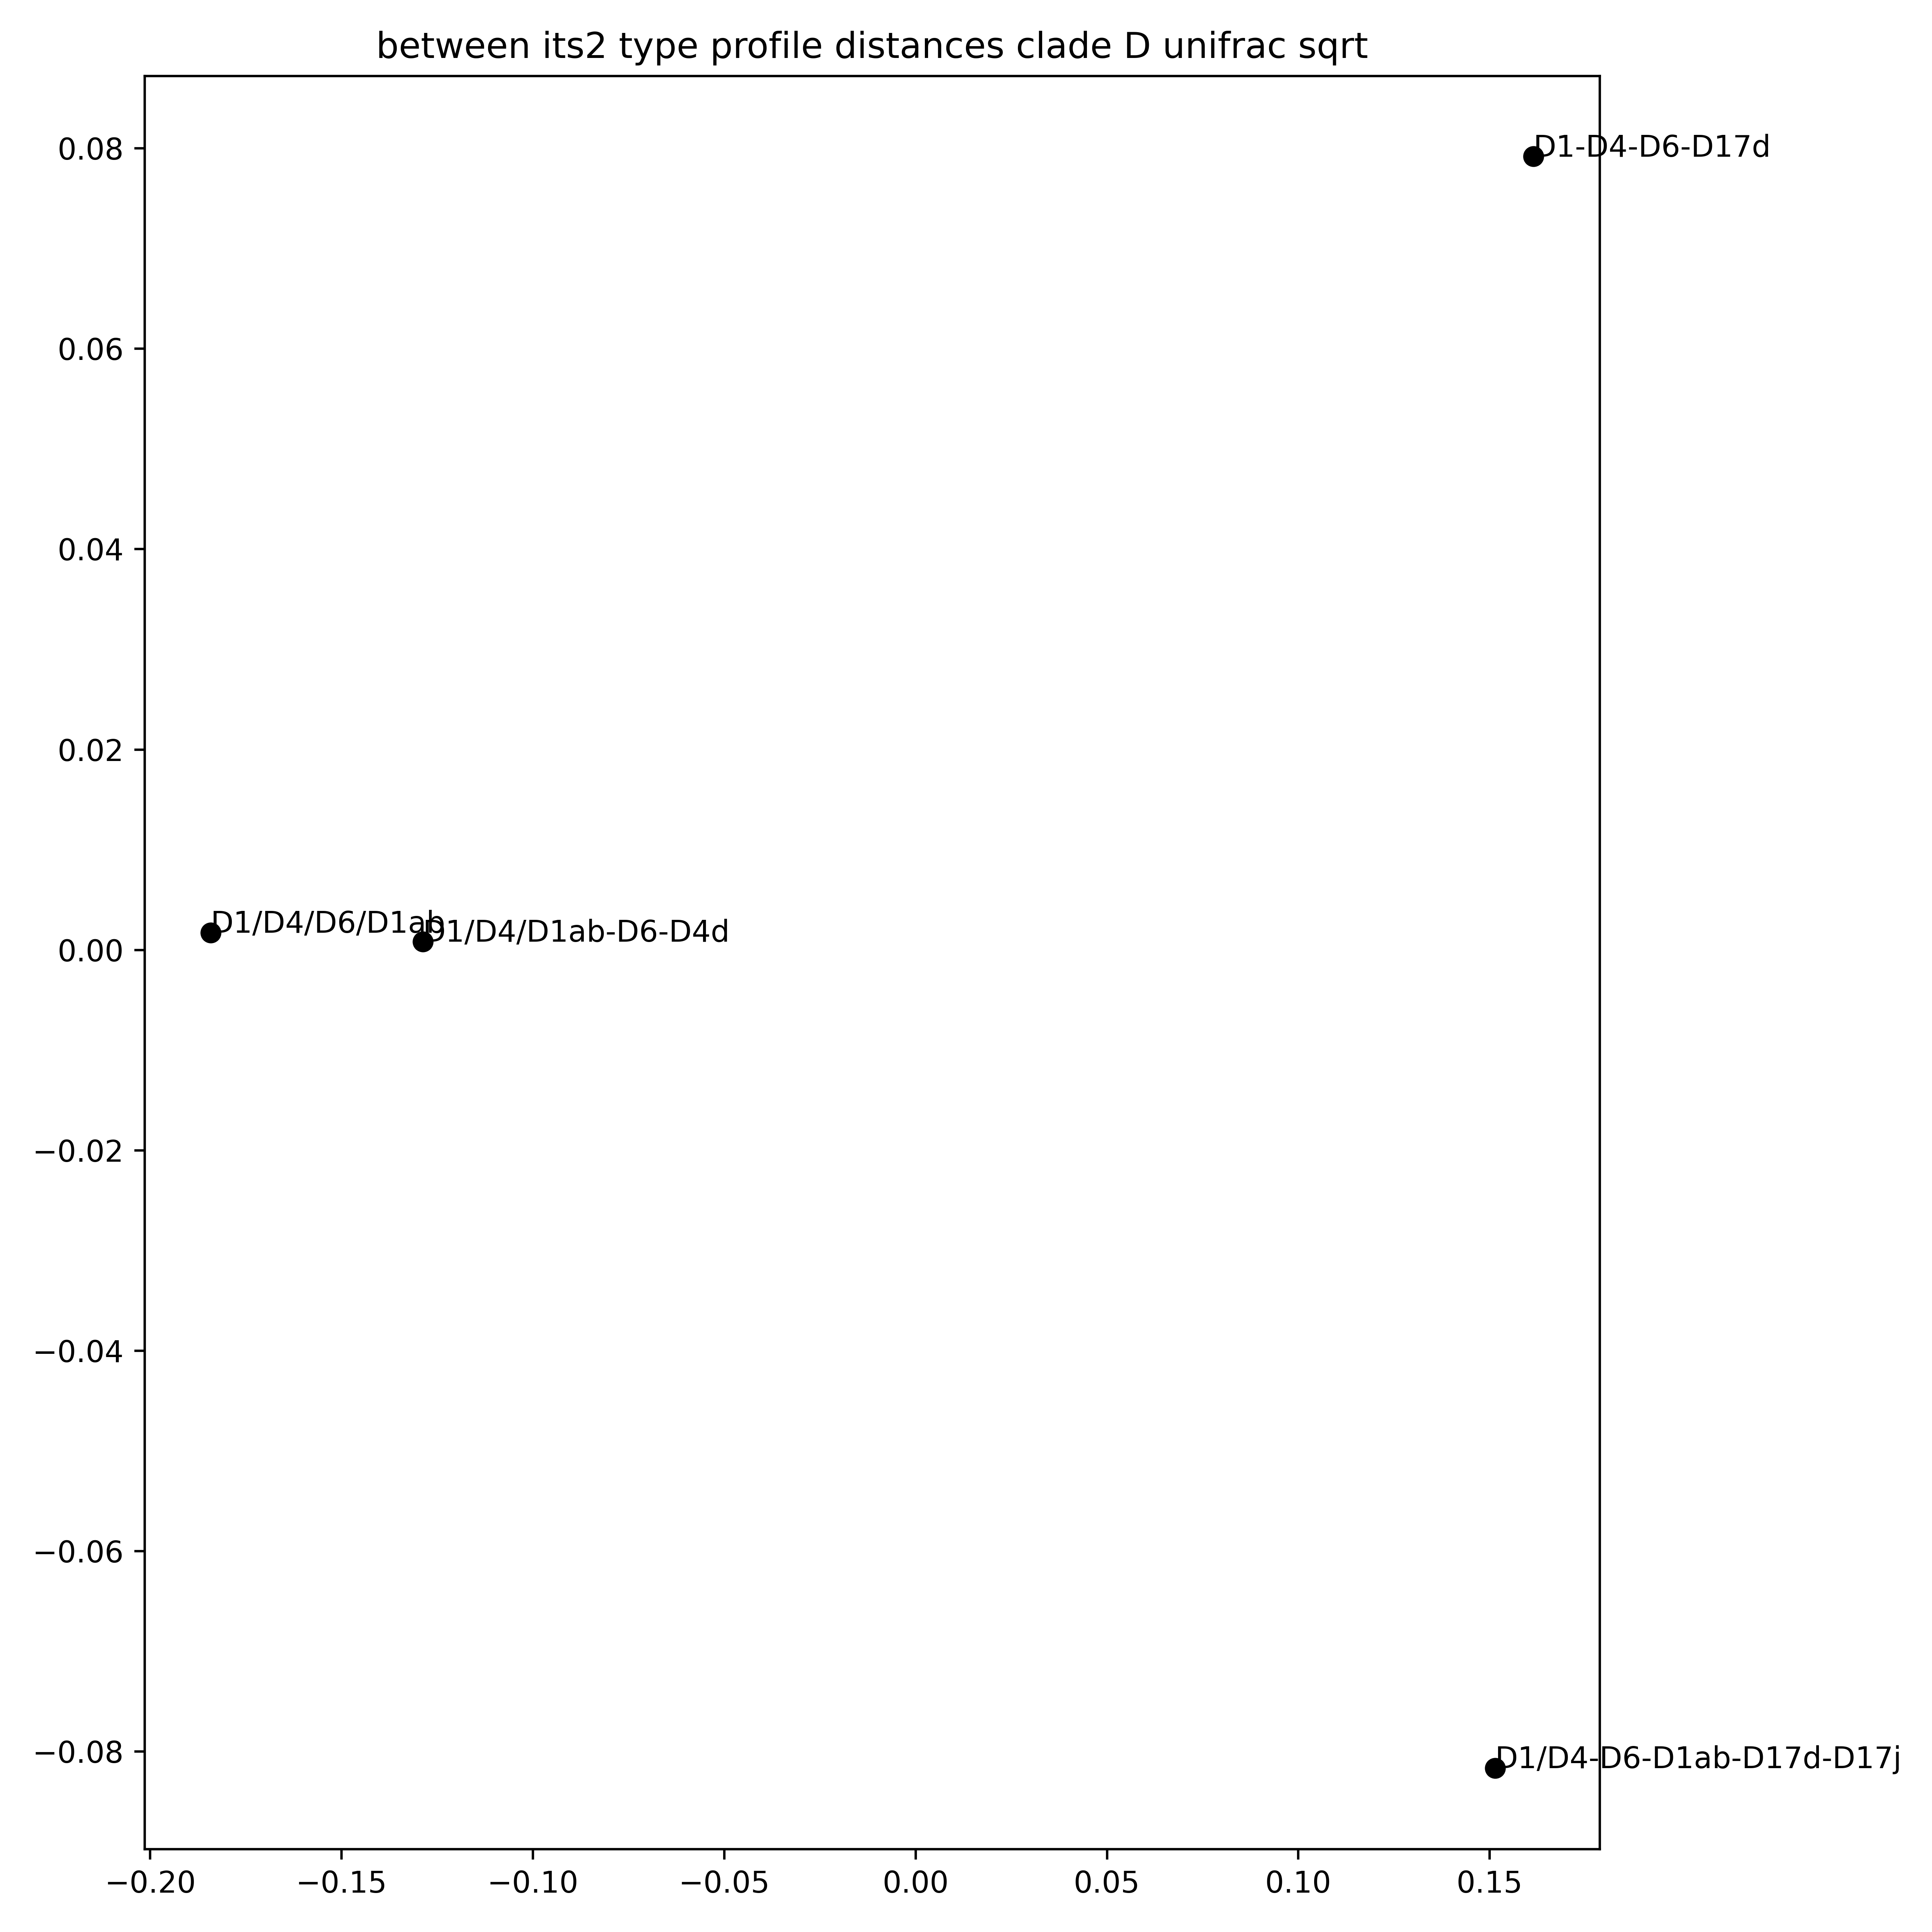 between its2 type profile distances clade D unifrac sqrt
0.08
D1-D4-D6-D17d
0.06
0.04
0.02
D1/D4/D6/D1ab
D1/D4/D1ab-D6-D4d
0.00
−0.02
−0.04
−0.06
−0.08
D1/D4-D6-D1ab-D17d-D17j
−0.20 −0.15 −0.10 −0.05 0.00 0.05 0.10 0.15